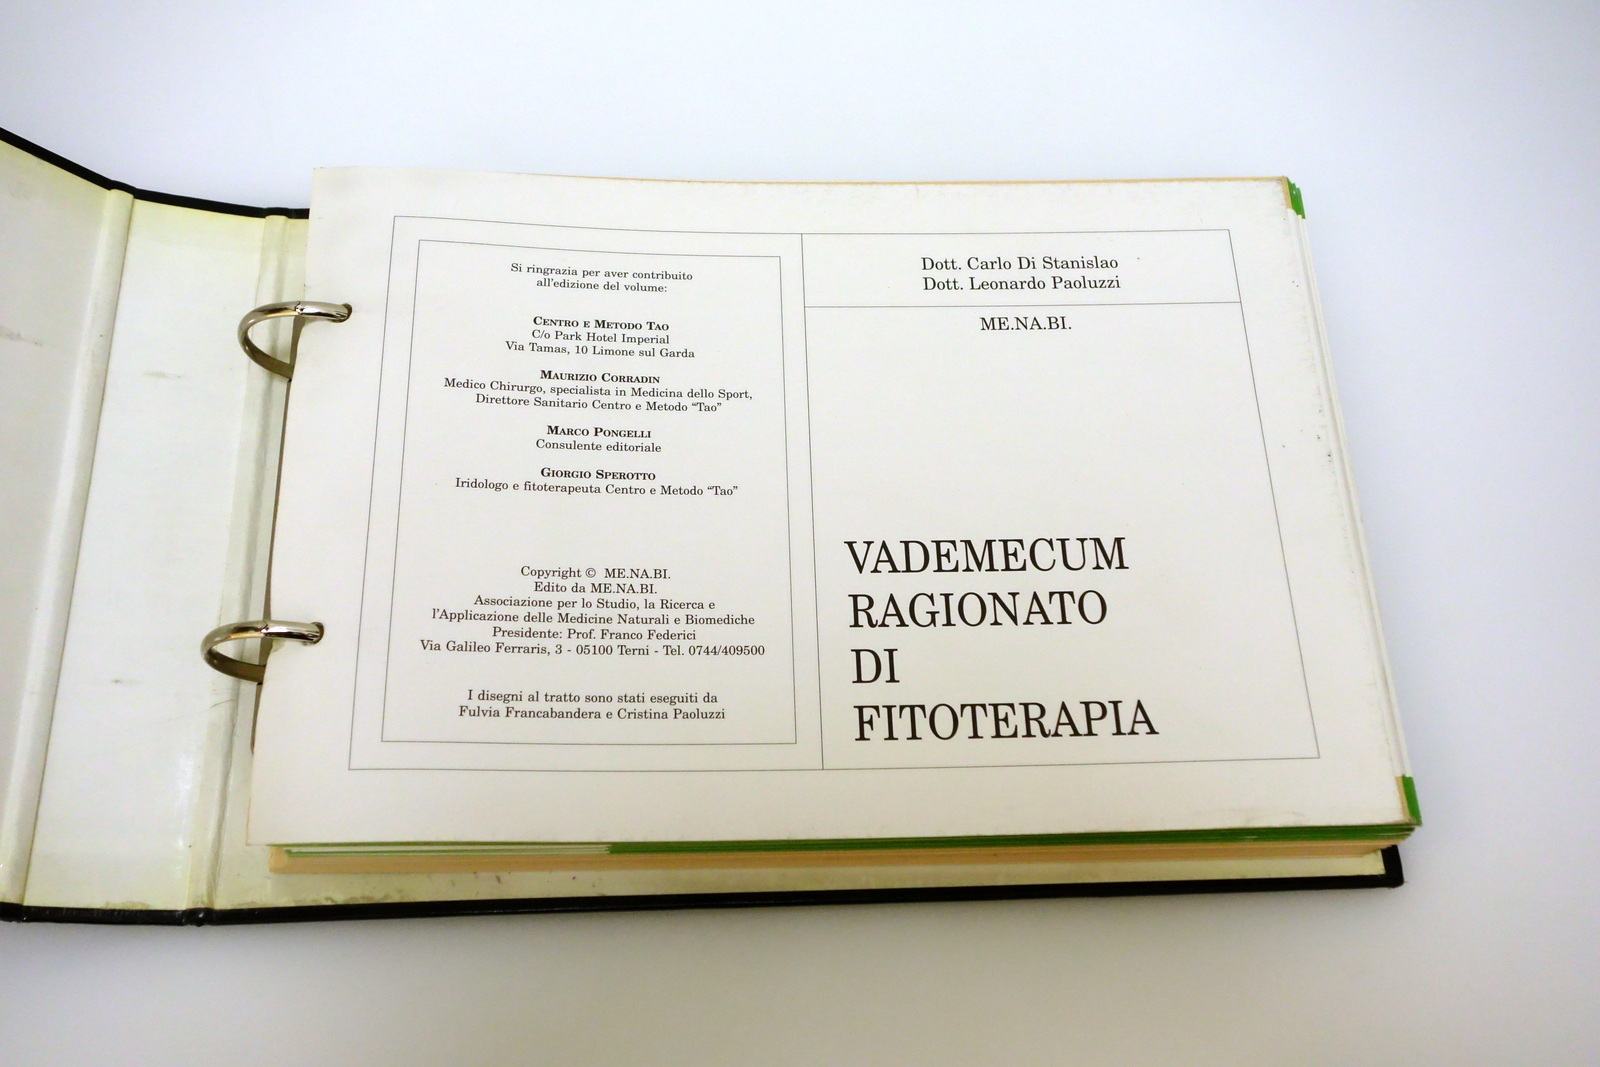 Si ringrazia per aver contribuito
all'edizione del volume:
CENTRO E METODO TAO
C/o Park Hotel Imperial
Via Tamas, 10 Limone sul Garda
MAURIZIO CORRADIN
Medico Chirurgo, specialista in Medicina dello Sport,
Direttore Sanitario Centro e Metodo “Tao”
MARCO PONGELLI
Consulente editoriale
GIORGIO SPEROTTO
Iridologo e fitoterapeuta Centro e Metodo “Tao”
Copyright © ME.NA.BI.
Edito da ME.NA.BI.
Associazione per lo Studio, la Ricerca e
l'Applicazione delle Medicine Naturali e Biomediche
Presidente: Prof. Franco Federici
Via Galileo Ferraris, 3 - 05100 Terni - Tel. 0744/409500
I disegni al tratto sono stati eseguiti da
Fulvia Francabandera e Cristina Paoluzzi
Dott. Carlo Di Stanislao
Dott. Leonardo Paoluzzi
ME.NA.BI.
VADEMECUM
RAGIONATO
DI
FITOTERAPIA